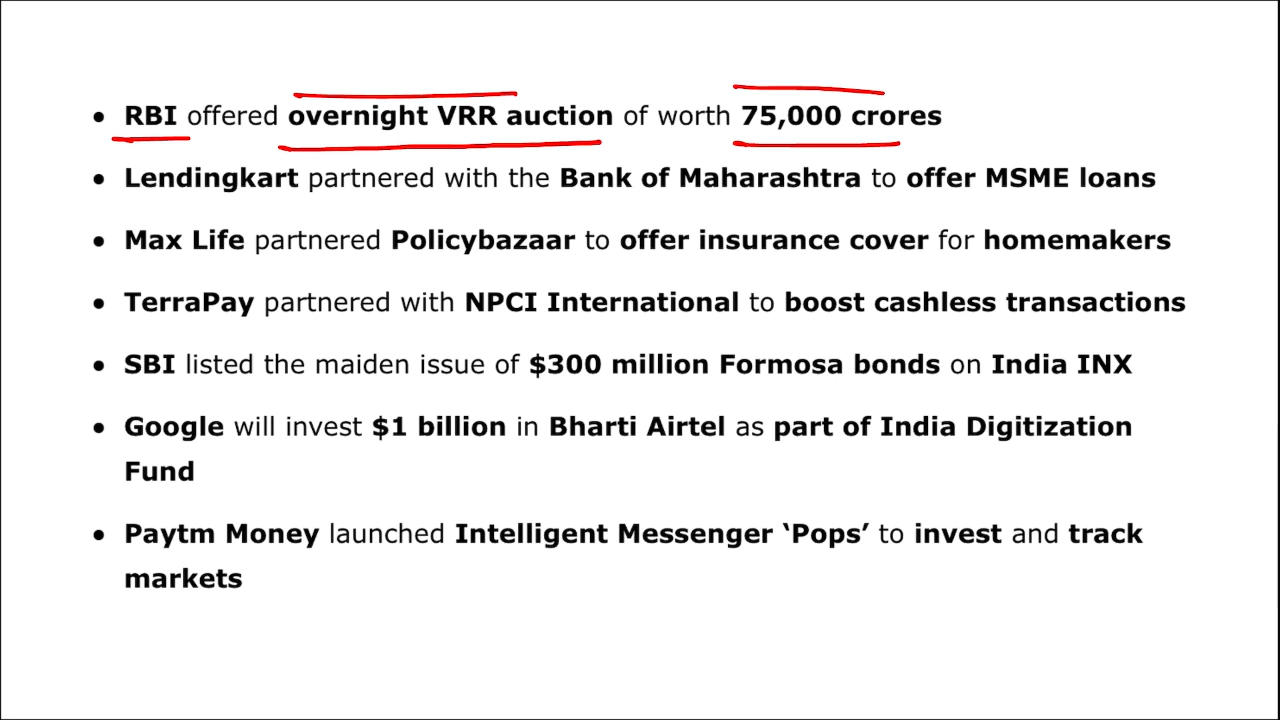 • RBI offered overnight VRR auction of worth 75,000 crores
• Lendingkart partnered with the Bank of Maharashtra to offer MSME loans
• Max Life partnered Policybazaar to offer insurance cover for homemakers
• TerraPay partnered with NPCI International to boost cashless transactions
• SBI listed the maiden issue of $300 million Formosa bonds on India INX
• Google will invest $1 billion in Bharti Airtel as part of India Digitization
Fund
• Paytm Money launched Intelligent Messenger ‘Pops’ to invest and track
markets